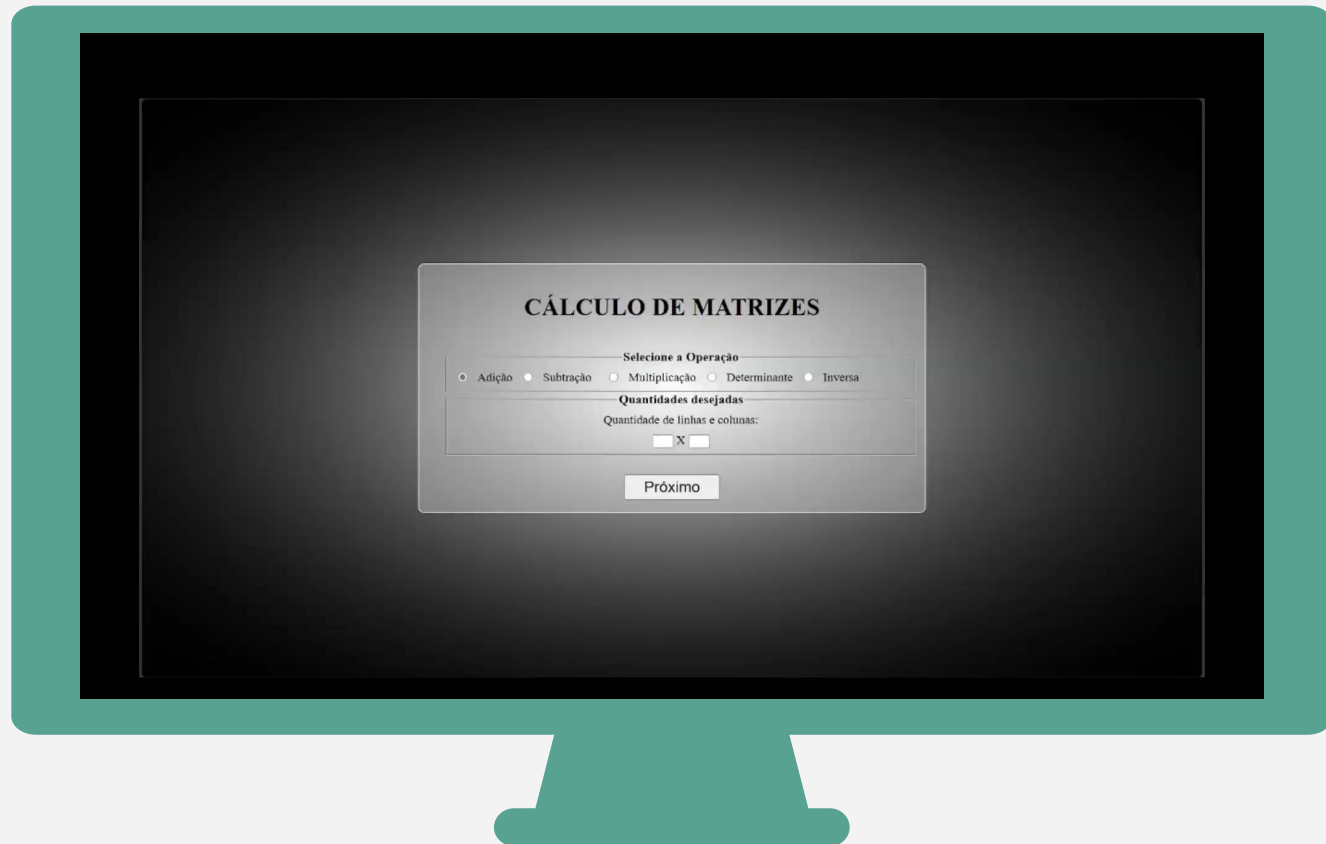 CÁLCULO DE MATRIZES
Selecione a Operação
Adição Subtração Multiplicação Determinante Inversa
Quantidades desejadas
Quantidade de linhas e colunas:
X
Próximo